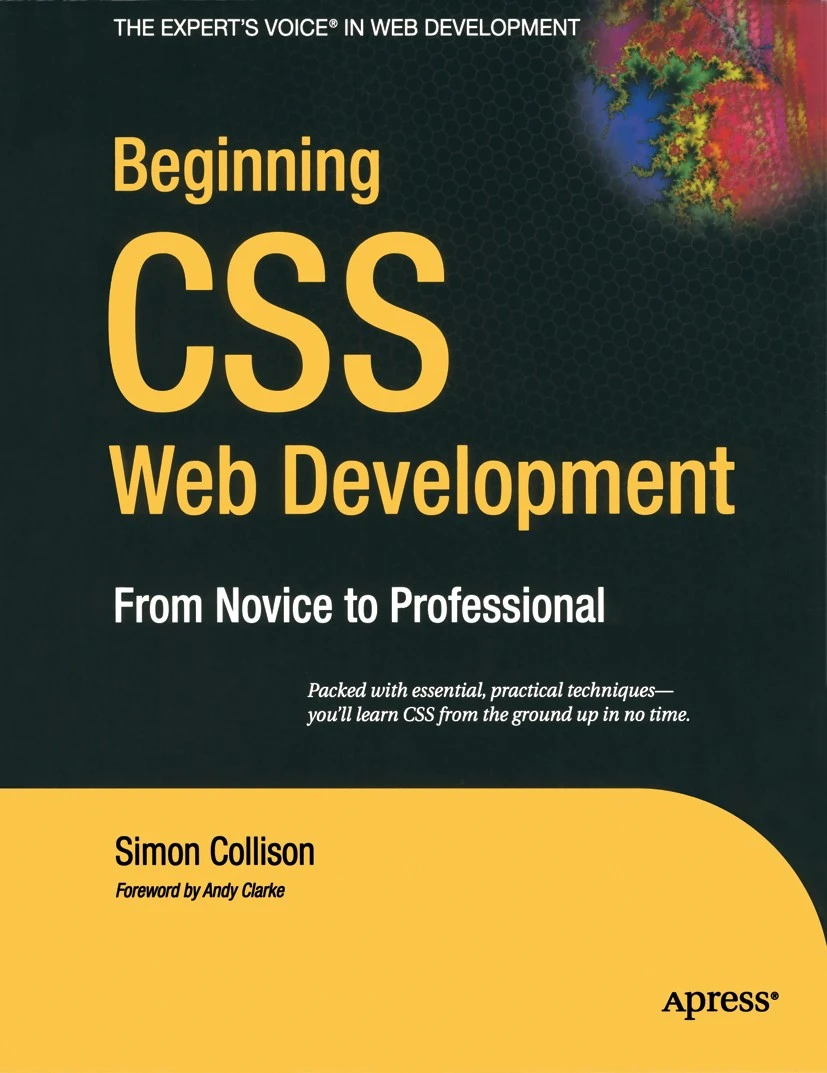 THE EXPERT'S VOICE® IN WEB DEVELOPMENT
Beginning
CSS
Web Development
From Novice to Professional
Packed with essential, practical techniques—
you'll learn CSS from the ground up in no time.
Simon Collison
Foreword by Andy Clarke
Apress®